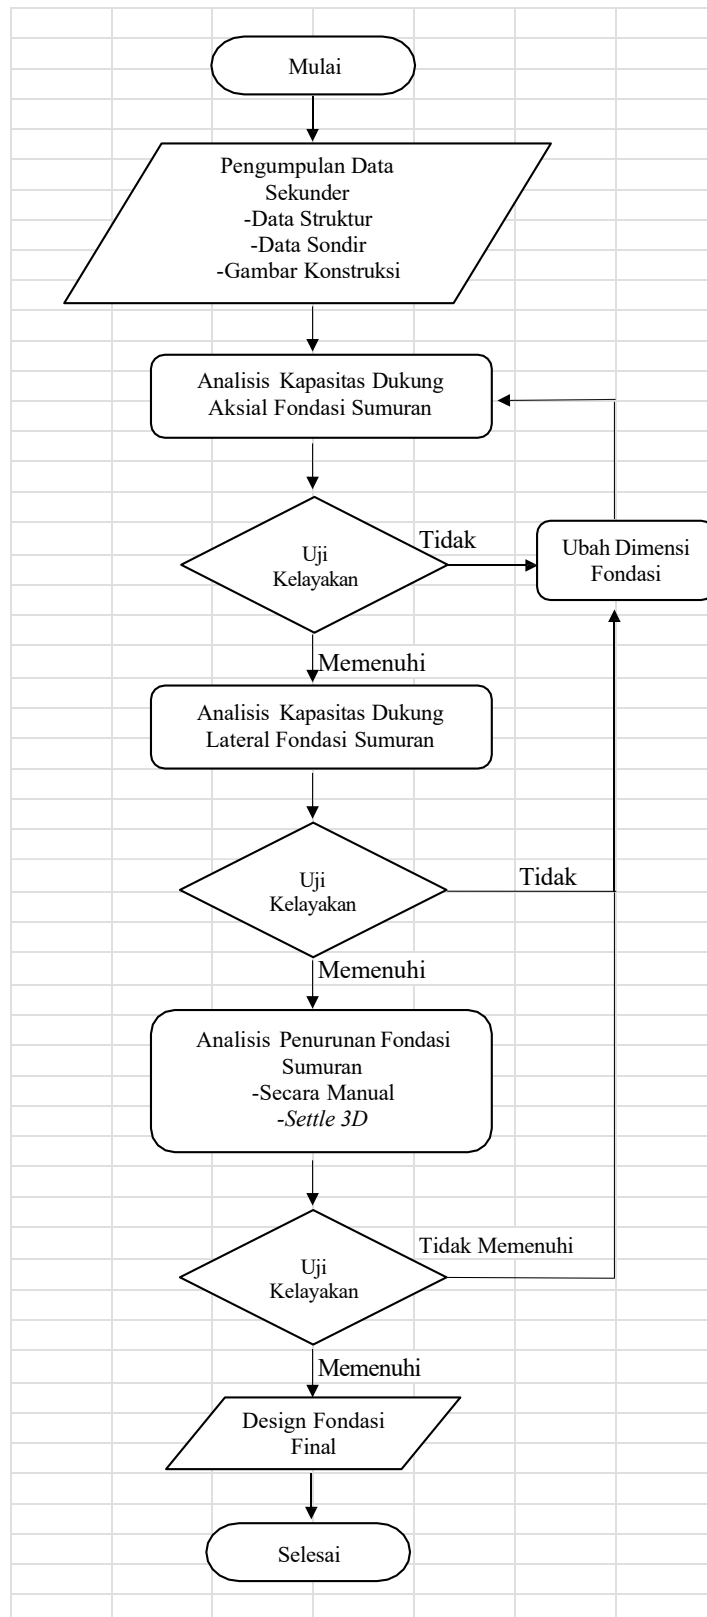 Mulai
Pengumpulan Data
Sekunder
-Data Struktur
-Data Sondir
-Gambar Konstruksi
Analisis Kapasitas Dukung
Aksial Fondasi Sumuran
Uji
Kelayakan
Tidak
Ubah Dimensi
Fondasi
Memenuhi
Analisis Kapasitas Dukung
Lateral Fondasi Sumuran
Uji
Kelayakan
Tidak
Memenuhi
Analisis Penurunan Fondasi
Sumuran
-Secara Manual
-Settle 3D
Uji
Kelayakan
Tidak Memenuhi
Memenuhi
Design Fondasi
Final
Selesai